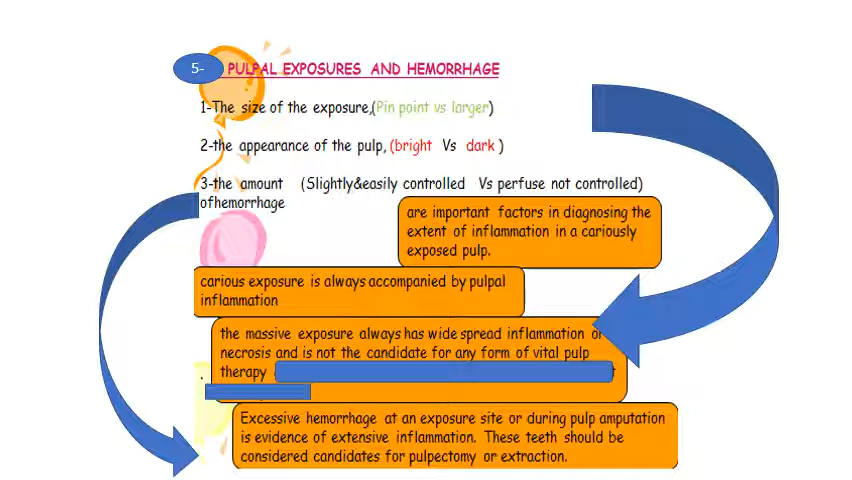 5- PULPAL EXPOSURES AND HEMORRHAGE
1-The size of the exposure,(Pin point vs larger)
2-the appearance of the pulp, (bright Vs dark )
3-the amount (Slightly&easily controlled Vs perfuse not controlled)
ofhemorrhage
are important factors in diagnosing the
extent of inflammation in a cariously
exposed pulp.
carious exposure is always accompanied by pulpal
inflammation
the massive exposure always has wide spread inflammation or
necrosis and is not the candidate for any form of vital pulp
therapy
Excessive hemorrhage at an exposure site or during pulp amputation
is evidence of extensive inflammation. These teeth should be
considered candidates for pulpectomy or extraction.